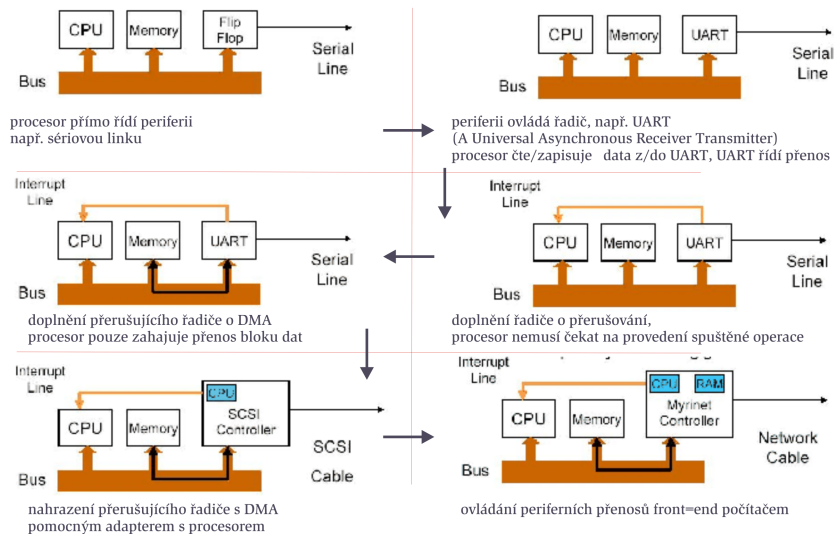 CPU
Memory
Flip
Flop
Serial
Line
Bus
procesor přímo řídí periferii
např. sériovou linku
CPU
Memory
UART
Serial
Line
Bus
periferii ovládá řadič, např. UART
(A Universal Asynchronous Receiver Transmitter)
procesor čte/zapisuje data z/do UART, UART řídí přenos
Interrupt
Line
CPU
Memory
UART
Serial
Line
Bus
doplnění přerušujícího řadiče o DMA
procesor pouze zahajuje přenos bloku dat
Interrupt
Line
CPU
Memory
UART
Serial
Line
Bus
doplnění řadiče o přerušování,
procesor nemusí čekat na provedení spuštěné operace
Interrupt
Line
CPU
CPU
Memory
SCSI
Controller
SCSI
Cable
Bus
nahrazení přerušujícího řadiče s DMA
pomocným adapterem s procesorem
Interrupt
Line
CPU RAM
CPU
Memory
Myrinet
Controller
Network
Cable
Bus
ovládání periferních přenosů front=end počítačem